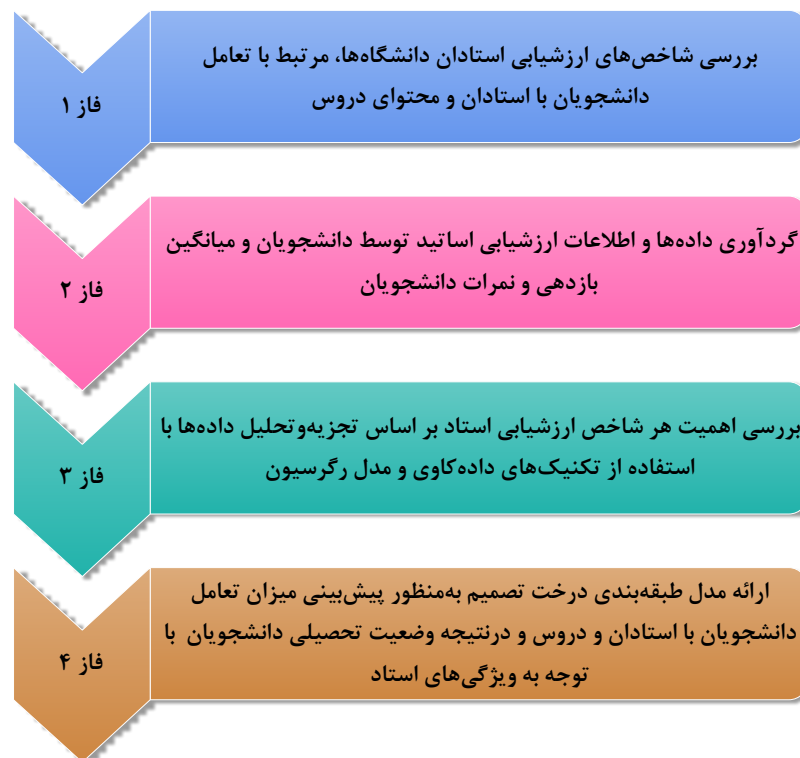 فاز ۱
بررسی شاخص‌های ارزشیابی استادان دانشگاه‌ها، مرتبط با تعامل
دانشجویان با استادان و محتوای دروس
فاز ۲
گردآوری داده‌ها و اطلاعات ارزشیابی اساتید توسط دانشجویان و میانگین
بازدهی و نمرات دانشجویان
فاز ۳
بررسی اهمیت هر شاخص ارزشیابی استاد بر اساس تجزیه‌وتحلیل داده‌ها با
استفاده از تکنیک‌های داده‌کاوی و مدل رگرسیون
فاز ۴
ارائه مدل طبقه‌بندی درخت تصمیم به‌منظور پیش‌بینی میزان تعامل
دانشجویان با استادان و دروس و درنتیجه وضعیت تحصیلی دانشجویان با
توجه به ویژگی‌های استاد